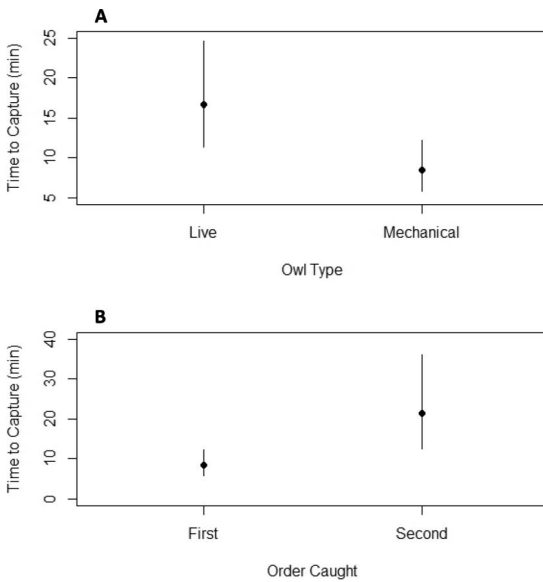 A
Time to Capture (min)
25
20
15
10
5
Live
Mechanical
Owl Type
B
Time to Capture (min)
40
30
20
10
0
First
Second
Order Caught